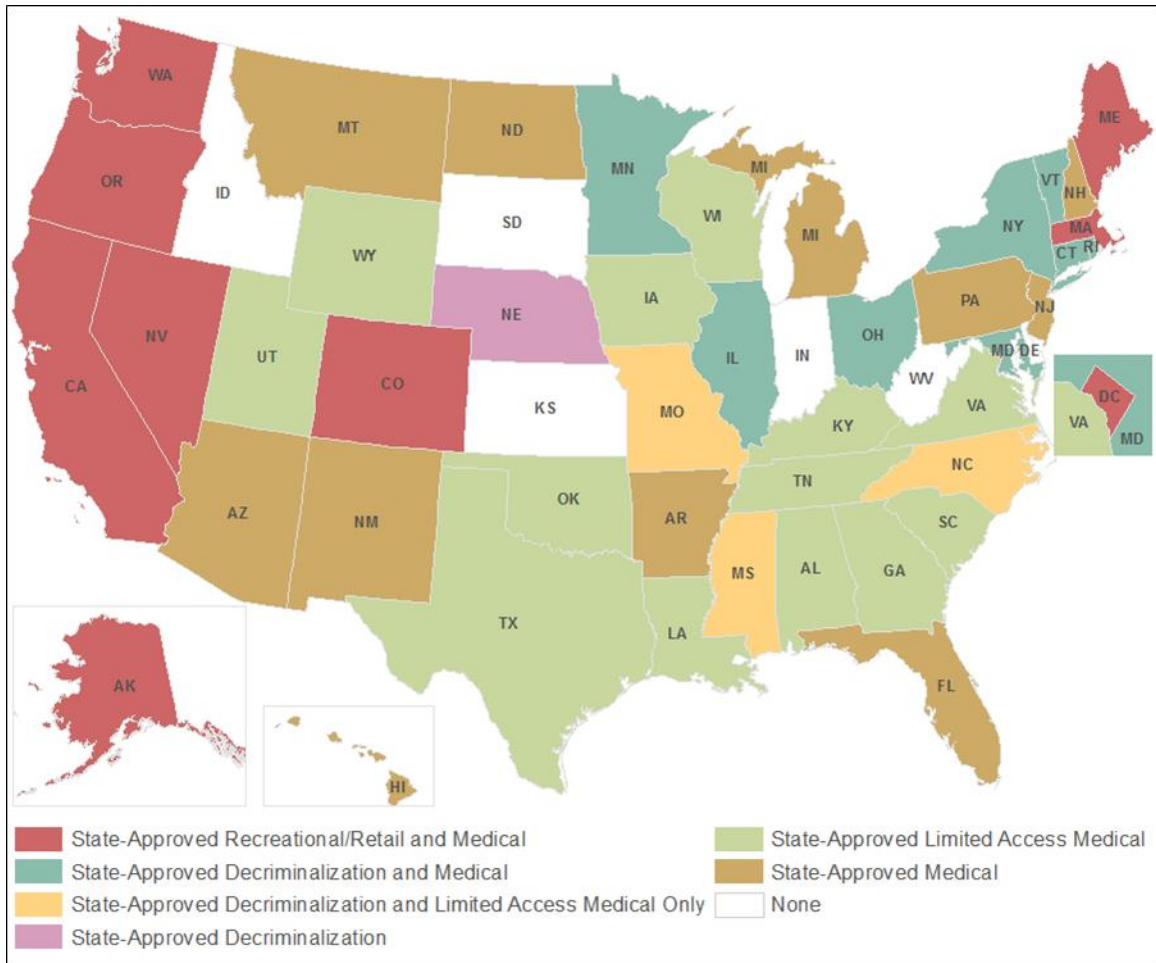 WA
ME
MT
ND
MN
MI
VT
NH
OR
ID
SD
WI
MI
NY
MA
CT
RI
WY
IA
PA
NJ
NE
NV
UT
IL
IN
OH
MD
DE
CA
CO
KS
MO
WV
VA
DC
VA
MD
KY
NC
TN
OK
AZ
NM
AR
SC
MS
AL
GA
TX
LA
FL
AK
HI
State-Approved Recreational/Retail and Medical
State-Approved Decriminalization and Medical
State-Approved Decriminalization and Limited Access Medical Only
State-Approved Decriminalization
State-Approved Limited Access Medical
State-Approved Medical
None